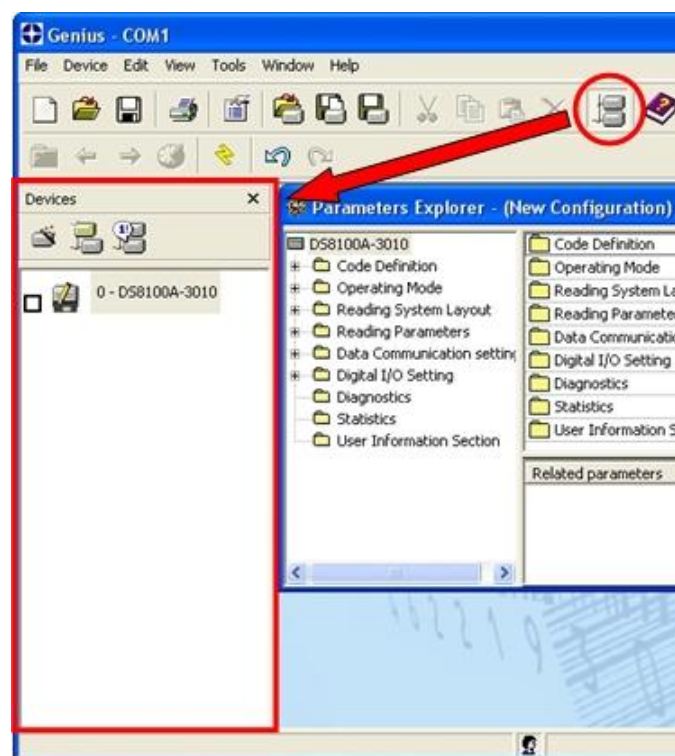 Genius - COM1
File Device Edit View Tools Window Help
Devices
0 - DS8100A-3010
Parameters Explorer - (New Configuration)
DS8100A-3010
Code Definition
Operating Mode
Reading System Layout
Reading Parameters
Data Communication setting
Digital I/O Setting
Diagnostics
Statistics
User Information Section
Code Definition
Operating Mode
Reading System La
Reading Paramete
Data Communicatio
Digital I/O Setting
Diagnostics
Statistics
User Information S
Related parameters